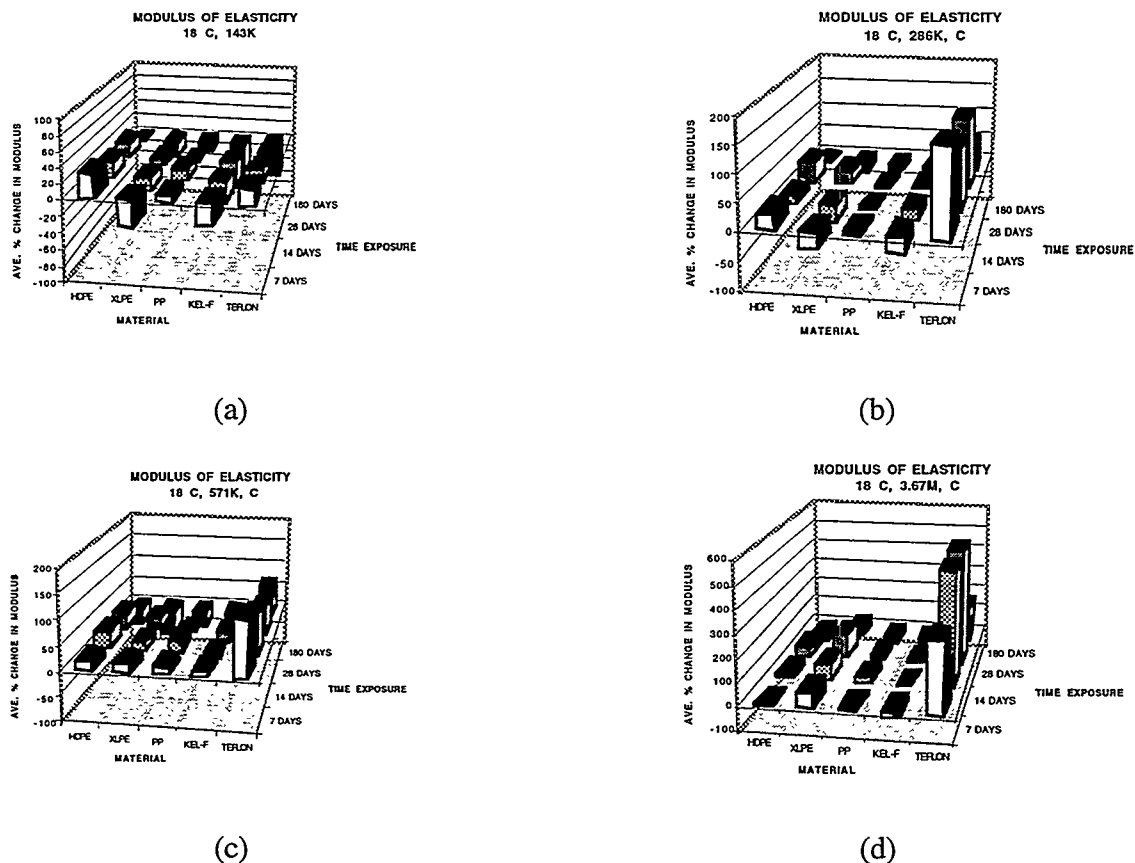 MODULUS OF ELASTICITY
18 C, 143K
AVE. % CHANGE IN MODULUS
100
80
60
40
20
0
-20
-40
-60
-80
-100
HDPE
XLPE
PP
KEL-F
TEFLON
MATERIAL
180 DAYS
28 DAYS
14 DAYS
7 DAYS
TIME EXPOSURE
(a)
MODULUS OF ELASTICITY
18 C, 286K, C
AVE. % CHANGE IN MODULUS
200
150
100
50
0
-50
-100
HDPE
XLPE
PP
KEL-F
TEFLON
MATERIAL
180 DAYS
28 DAYS
14 DAYS
7 DAYS
TIME EXPOSURE
(b)
MODULUS OF ELASTICITY
18 C, 571K, C
AVE. % CHANGE IN MODULUS
200
150
100
50
0
-50
-100
HDPE
XLPE
PP
KEL-F
TEFLON
MATERIAL
180 DAYS
28 DAYS
14 DAYS
7 DAYS
TIME EXPOSURE
(c)
MODULUS OF ELASTICITY
18 C, 3.67M, C
AVE. % CHANGE IN MODULUS
600
500
400
300
200
100
0
-100
HDPE
XLPE
PP
KEL-F
TEFLON
MATERIAL
180 DAYS
28 DAYS
14 DAYS
7 DAYS
TIME EXPOSURE
(d)